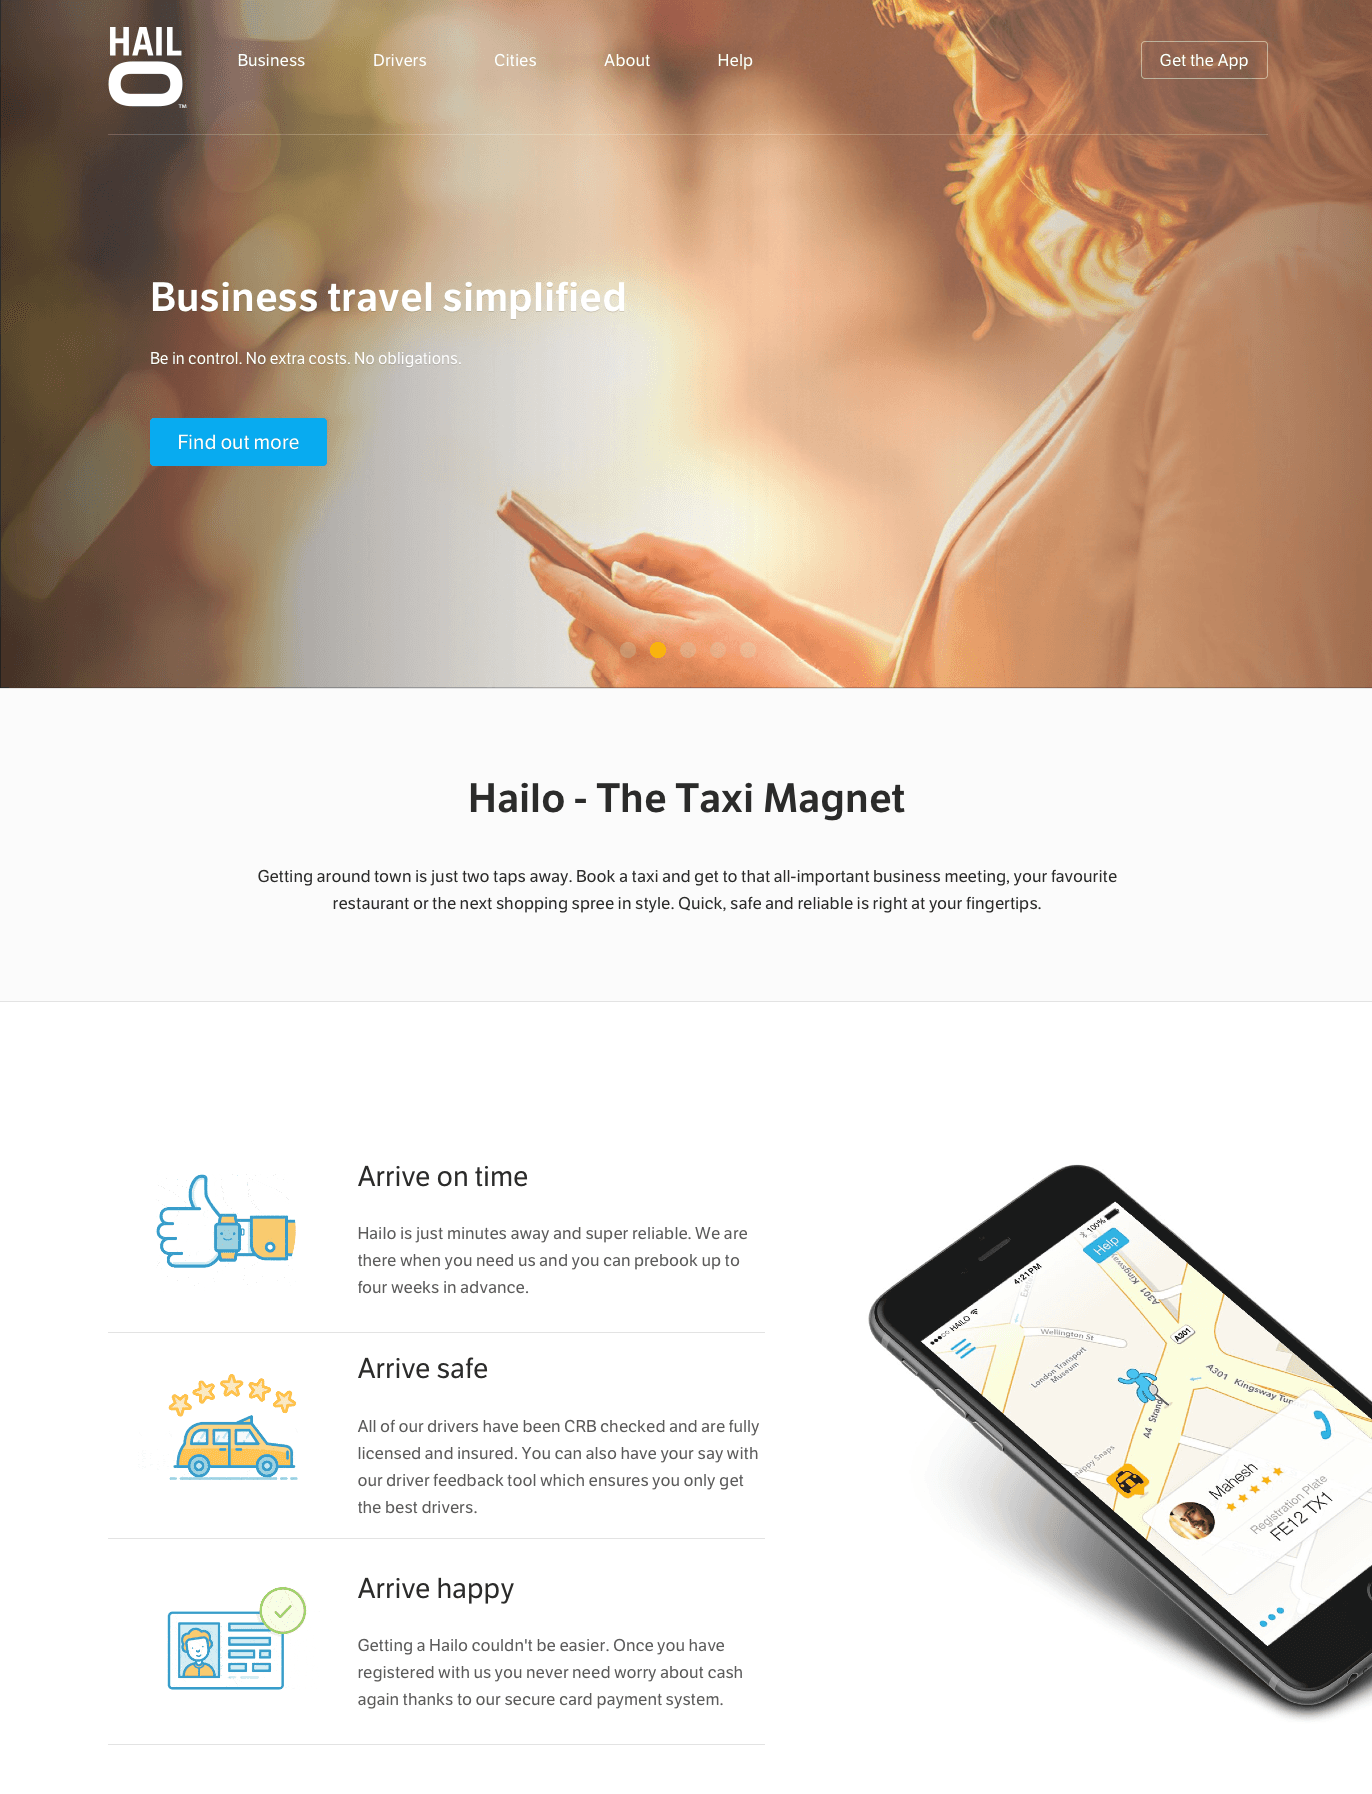 HAIL
O™
Business
Drivers
Cities
About
Help
Get the App
Business travel simplified
Be in control. No extra costs. No obligations.
Find out more
Hailo - The Taxi Magnet
Getting around town is just two taps away. Book a taxi and get to that all-important business meeting, your favourite
restaurant or the next shopping spree in style. Quick, safe and reliable is right at your fingertips.
Arrive on time
Hailo is just minutes away and super reliable. We are
there when you need us and you can prebook up to
four weeks in advance.
Arrive safe
All of our drivers have been CRB checked and are fully
licensed and insured. You can also have your say with
our driver feedback tool which ensures you only get
the best drivers.
Arrive happy
Getting a Hailo couldn't be easier. Once you have
registered with us you never need worry about cash
again thanks to our secure card payment system.
HAILO
4:21PM
100%
Help
Kingsway
A301
Wellington St
London Transport
Museum
A301
A301 Kingsway
A4 Strand
Snaps
Mahesh
Registration Plate
FE12 TX1